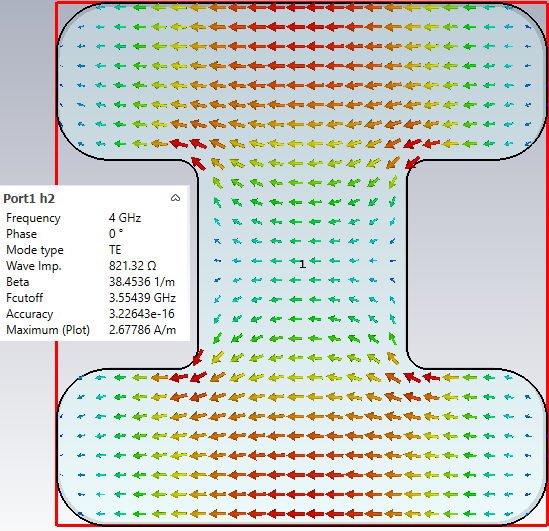 Port1 h2
Frequency 4 GHz
Phase 0 °
Mode type TE
Wave Imp. 821.32 Ω
Beta 38.4536 1/m
Fcutoff 3.55439 GHz
Accuracy 3.22643e-16
Maximum (Plot) 2.67786 A/m
1